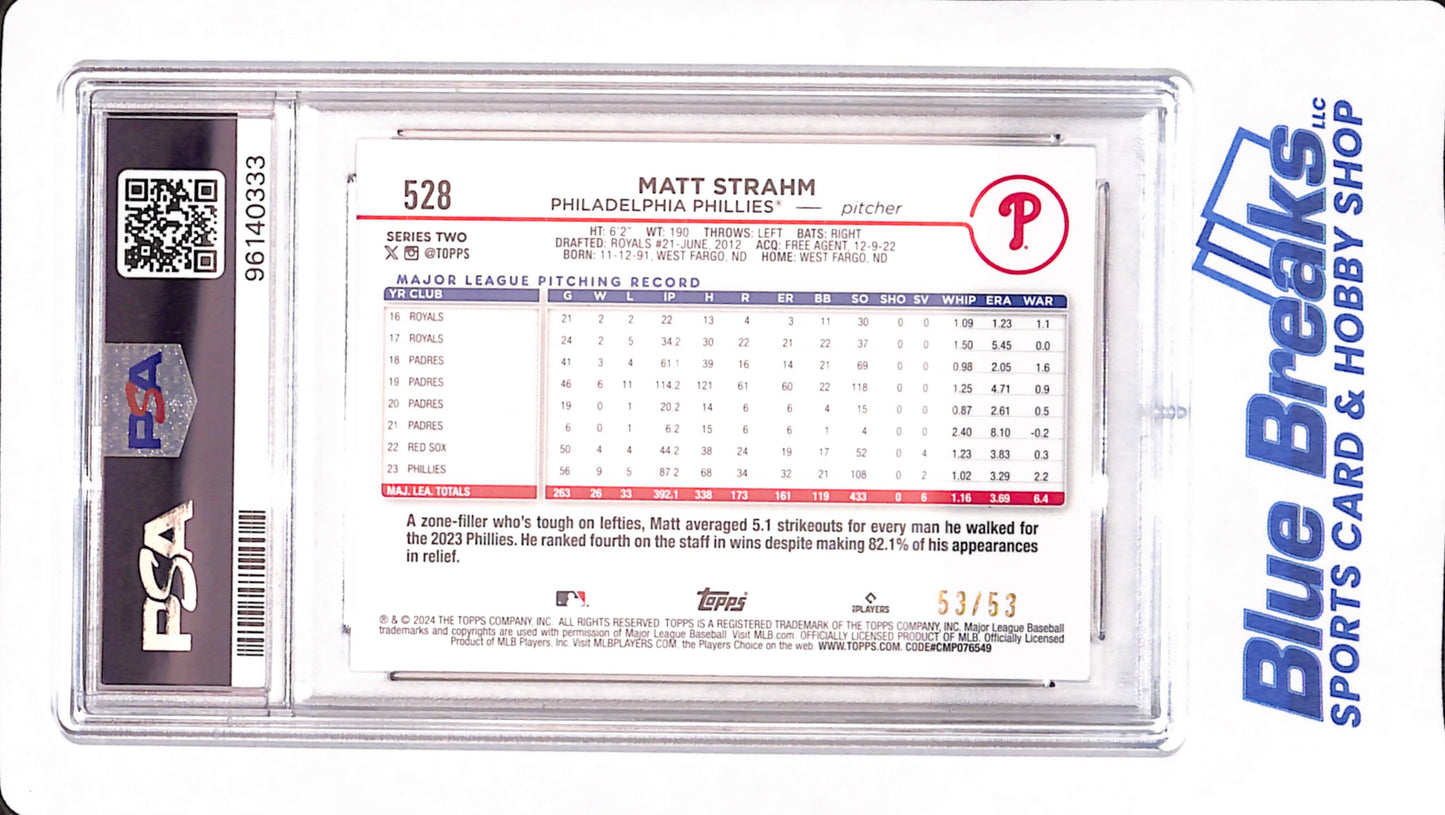 96140333
PSA
PSA
528
MATT STRAHM
PHILADELPHIA PHILLIES® — pitcher
SERIES TWO
@TOPPS
HT: 6'2" WT: 190 THROWS: LEFT BATS: RIGHT
DRAFTED: ROYALS #21-JUNE, 2012 ACQ: FREE AGENT, 12-9-22
BORN: 11-12-91, WEST FARGO, ND HOME: WEST FARGO, ND
P
MAJOR LEAGUE PITCHING RECORD
YR CLUB G W L IP H R ER BB SO SHO SV WHIP ERA WAR
16 ROYALS 21 2 2 22 13 4 3 11 30 0 0 1.09 1.23 1.1
17 ROYALS 24 2 5 34.2 30 22 21 22 37 0 0 1.50 5.45 0.0
18 PADRES 41 3 4 61.1 39 16 14 21 69 0 0 0.98 2.05 1.6
19 PADRES 46 6 11 114.2 121 61 60 22 118 0 0 1.25 4.71 0.9
20 PADRES 19 0 1 20.2 14 6 6 4 15 0 0 0.87 2.61 0.5
21 PADRES 6 0 1 6.2 15 6 6 1 4 0 0 2.40 8.10 -0.2
22 RED SOX 50 4 4 44.2 38 24 19 17 52 0 4 1.23 3.83 0.3
23 PHILLIES 56 9 5 87.2 68 34 32 21 108 0 2 1.02 3.29 2.2
MAJ. LEA. TOTALS 263 26 33 392.1 338 173 161 119 433 0 6 1.16 3.69 6.4
A zone-filler who's tough on lefties, Matt averaged 5.1 strikeouts for every man he walked for
the 2023 Phillies. He ranked fourth on the staff in wins despite making 82.1% of his appearances
in relief.
topps
PLAYERS
53/53
® & © 2024 THE TOPPS COMPANY, INC. ALL RIGHTS RESERVED. TOPPS IS A REGISTERED TRADEMARK OF THE TOPPS COMPANY, INC. Major League Baseball
trademarks and copyrights are used with permission of Major League Baseball. Visit MLB.com. OFFICIALLY LICENSED PRODUCT OF MLB. Officially Licensed
Product of MLB Players, Inc. Visit MLBPLAYERS.COM, the Players Choice on the web. WWW.TOPPS.COM. CODE#CMP076549
Blue Breaks LLC
SPORTS CARD & HOBBY SHOP